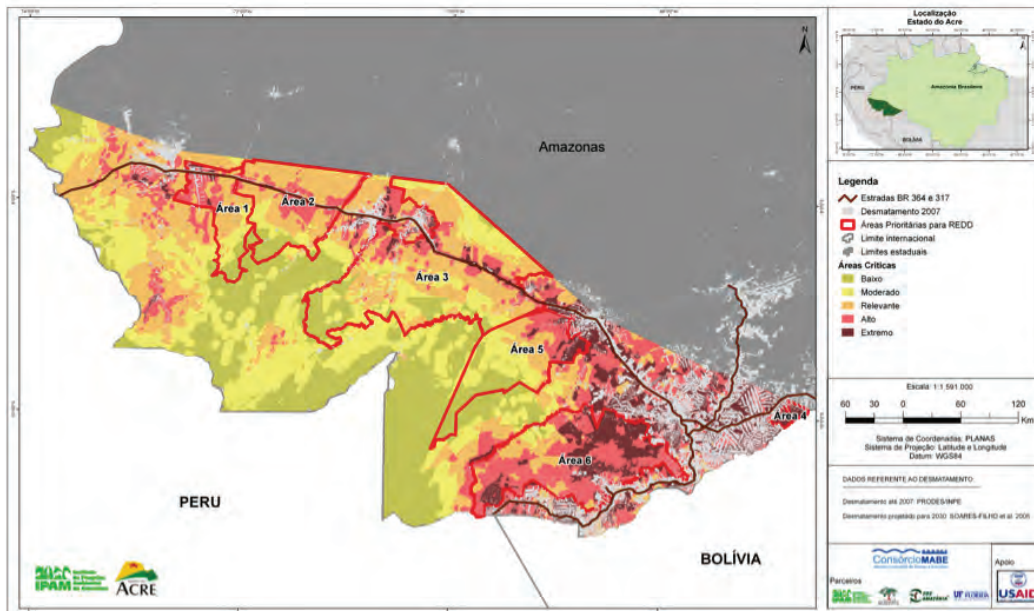 N
Amazonas
Área 1
Área 2
Área 3
Área 5
Área 4
Área 6
PERU
BOLÍVIA
IPAM
ACRE
Localização
Estado do Acre
PERU
Amazonia Brasileira
BOLÍVIA
Legenda
Estradas BR 364 e 317
Desmatamento 2007
Áreas Prioritárias para REDD
Limite internacional
Limites estaduais
Áreas Críticas
Baixo
Moderado
Relevante
Alto
Extremo
Escala: 1:1.591.000
60 30 0 60 120
Km
Sistema de Coordenadas: PLANAS
Sistema de Projeção: Latitude e Longitude
Datum: WGS84
DADOS REFERENTE AO DESMATAMENTO:
Desmatamento até 2007: PRODES/INPE
Desmatamento projetado para 2030: SOARES-FILHO et al. 2006
ConsórcioMABE
Parceiros
Apoio
IPAM
UF FLORIDA
USAID